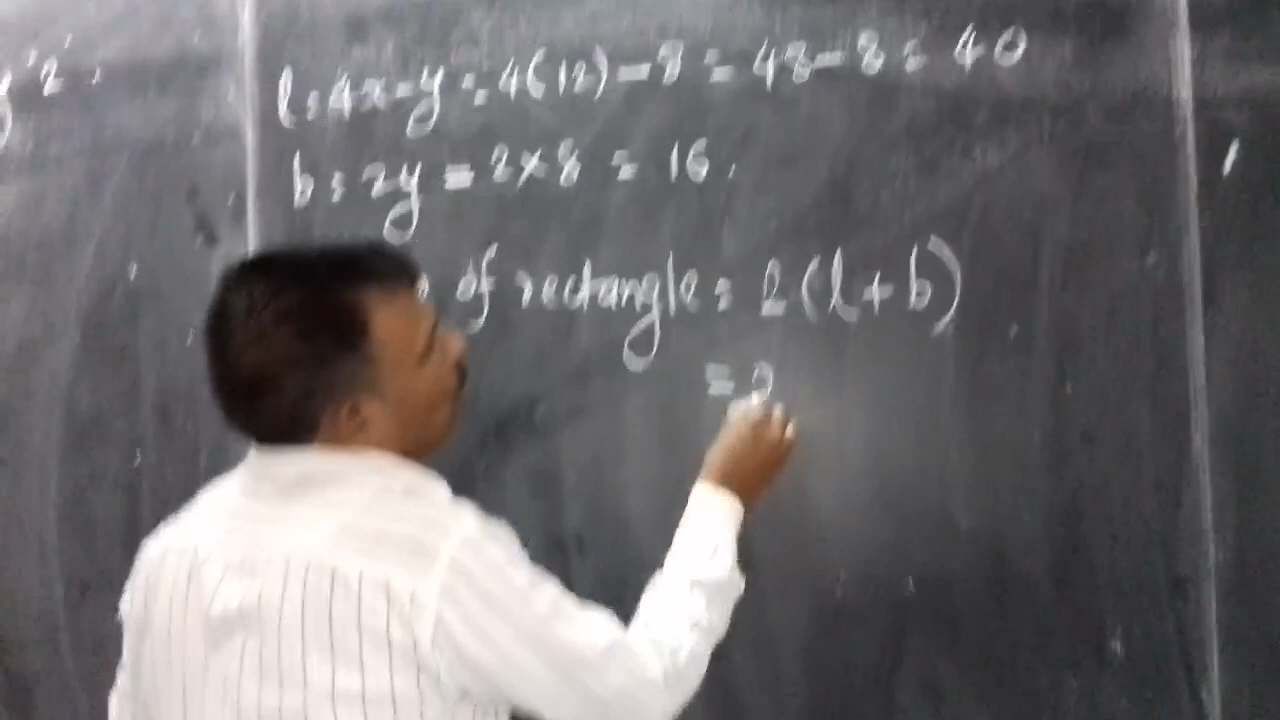 l = 4x - y = 4(12) - 8 = 48 - 8 = 40
b = 2y = 2 × 8 = 16.
of rectangle = 2(l + b)
= 2